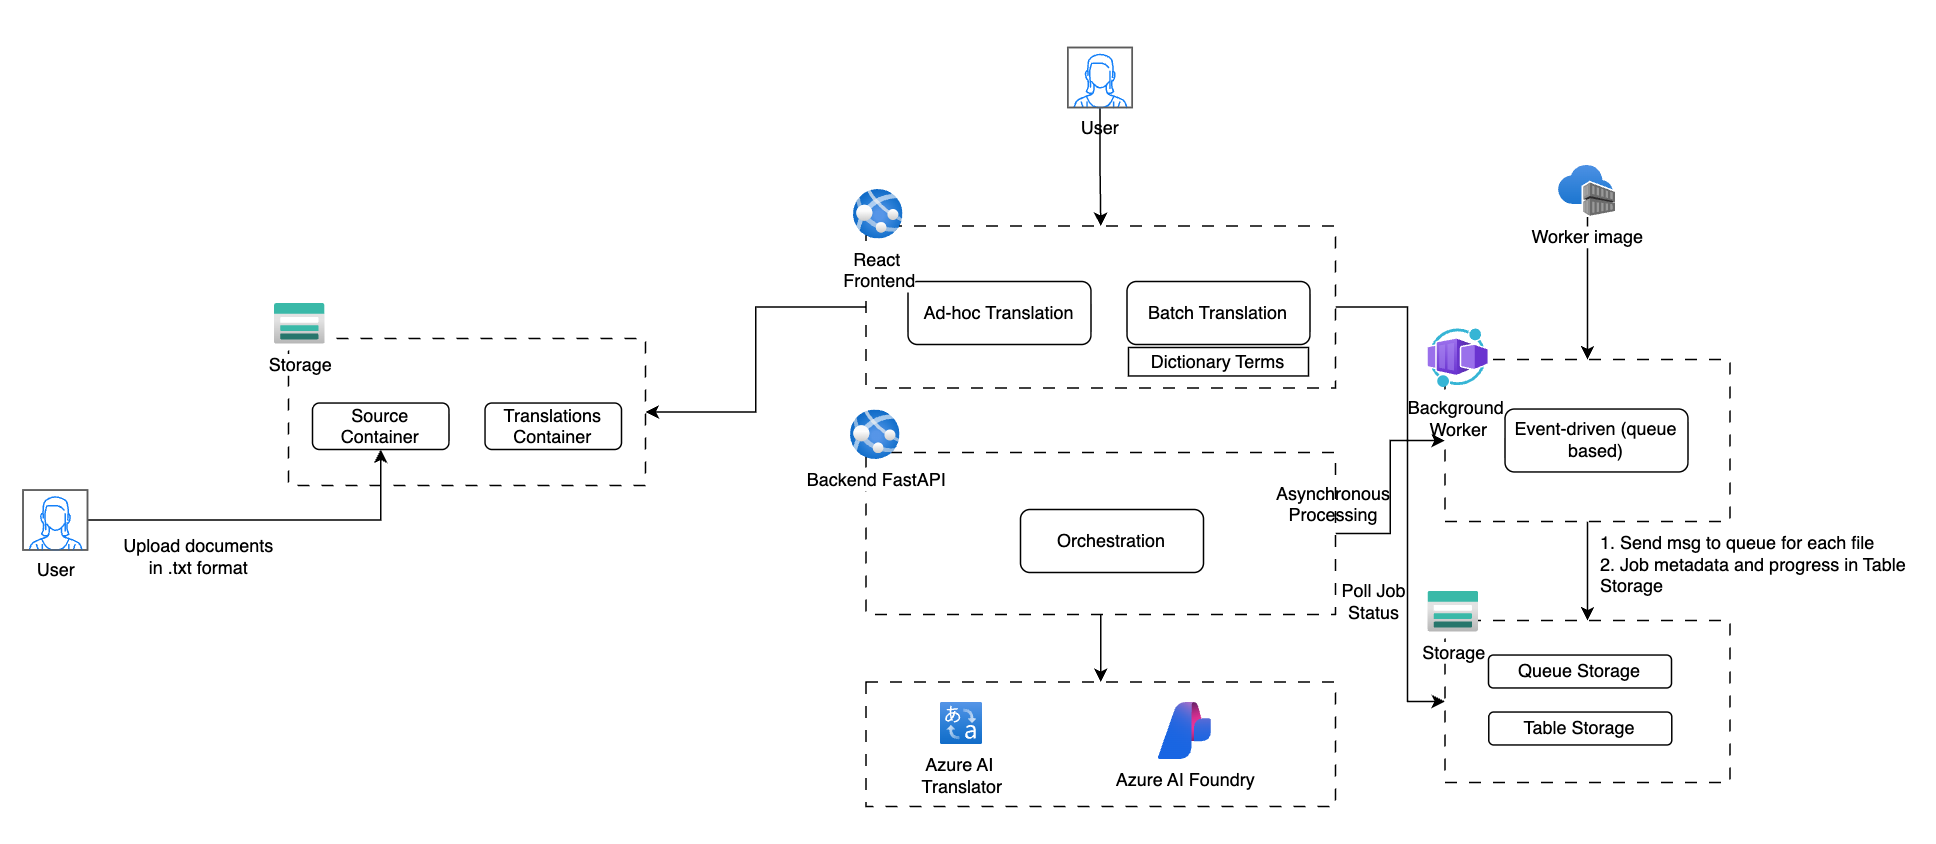 User
Worker image
React
Frontend
Ad-hoc Translation
Batch Translation
Dictionary Terms
Storage
Source
Container
Translations
Container
Background
Worker
Event-driven (queue
based)
Backend FastAPI
Asynchronous
Processing
Orchestration
Upload documents
in .txt format
User
1. Send msg to queue for each file
2. Job metadata and progress in Table
Storage
Poll Job
Status
Storage
Queue Storage
Table Storage
あ
a
Azure AI
Translator
Azure AI Foundry